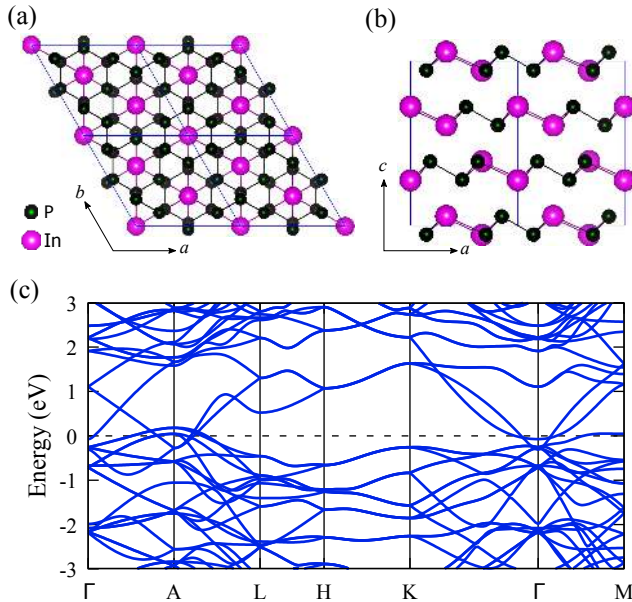 (a)
(b)
b
a
P
In
c
a
(c)
Energy (eV)
3
2
1
0
-1
-2
-3
Γ A L H K Γ M